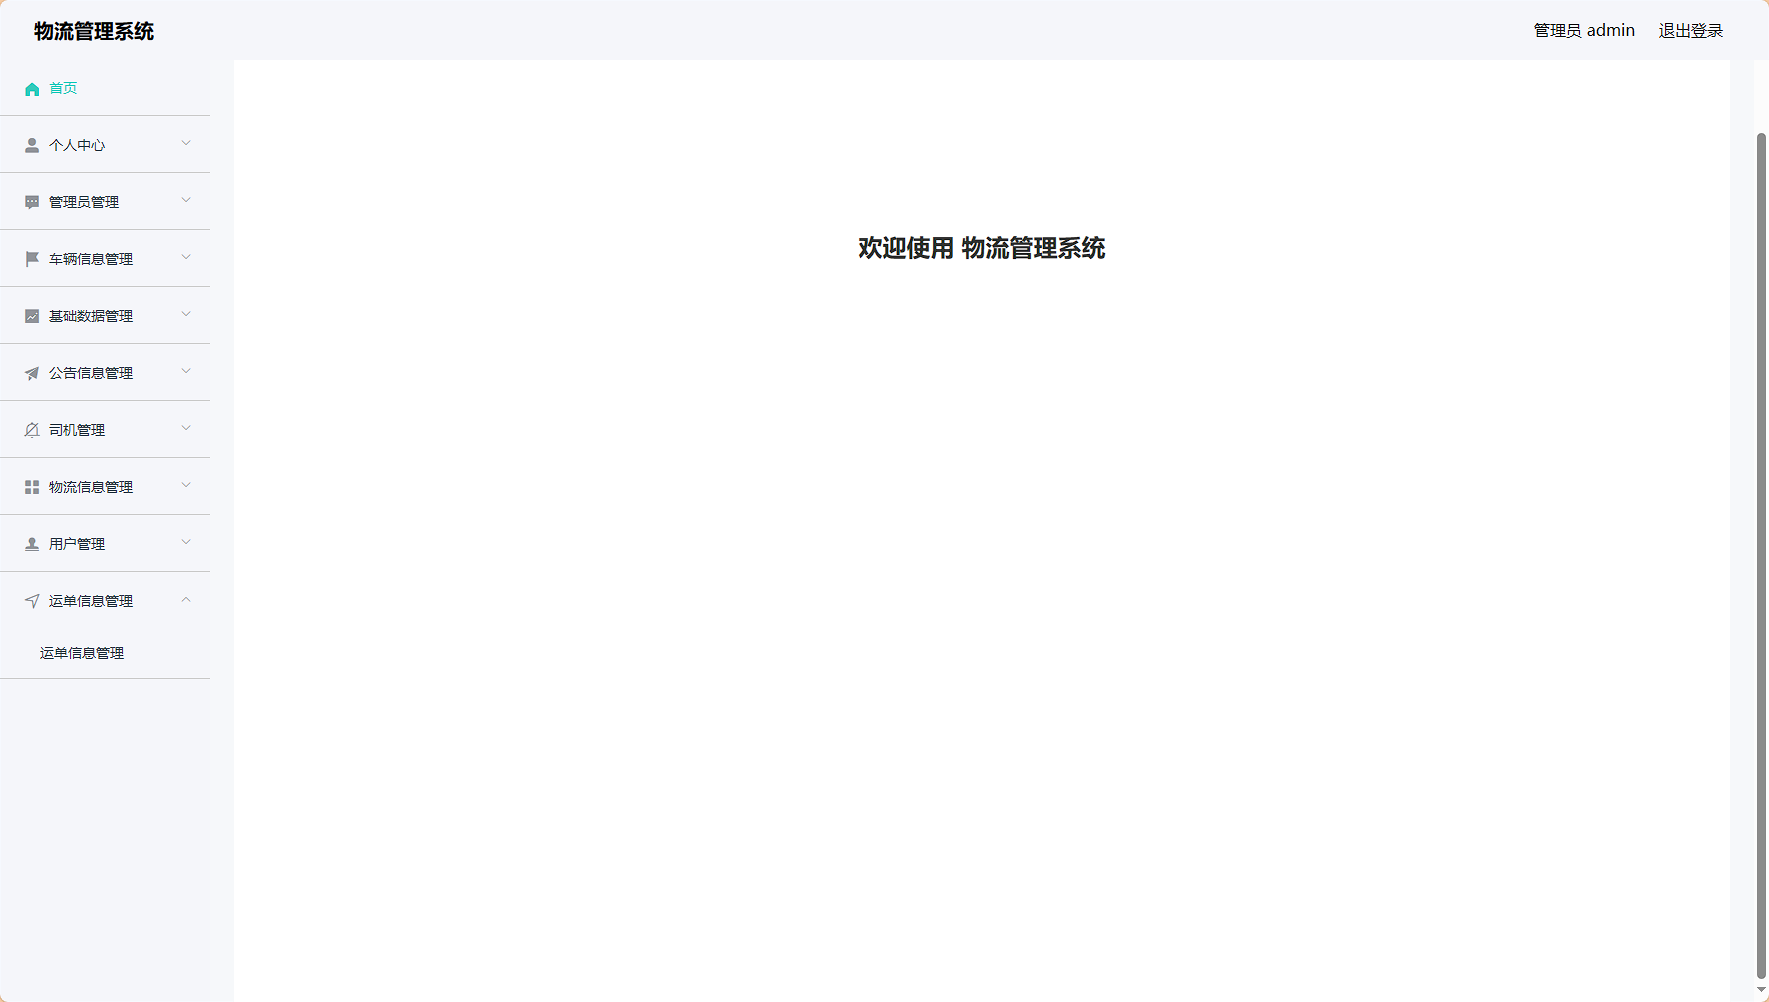 物流管理系统
管理员 admin
退出登录
首页
个人中心
管理员管理
车辆信息管理
基础数据管理
公告信息管理
司机管理
物流信息管理
用户管理
运单信息管理
运单信息管理
欢迎使用 物流管理系统